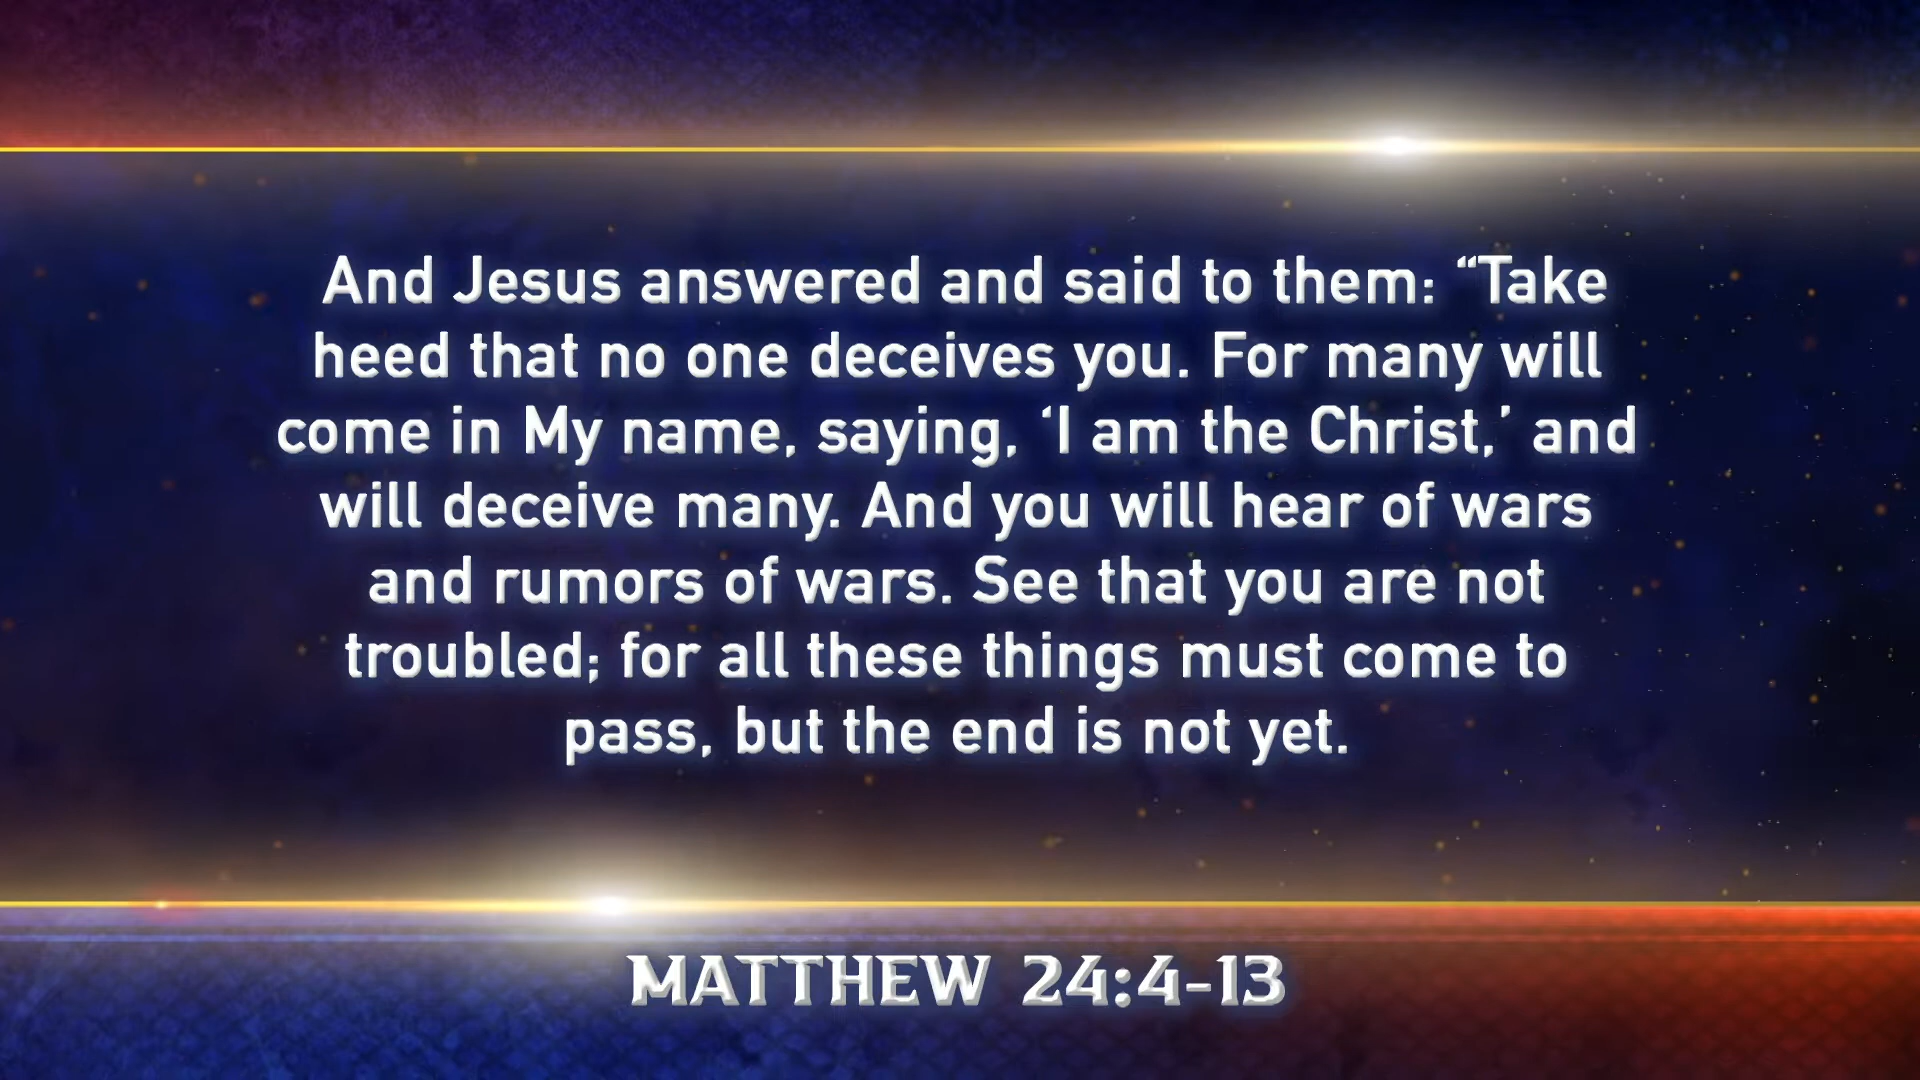 And Jesus answered and said to them: “Take
heed that no one deceives you. For many will
come in My name, saying, ‘I am the Christ,’ and
will deceive many. And you will hear of wars
and rumors of wars. See that you are not
troubled; for all these things must come to
pass, but the end is not yet.
MATTHEW 24:4-13